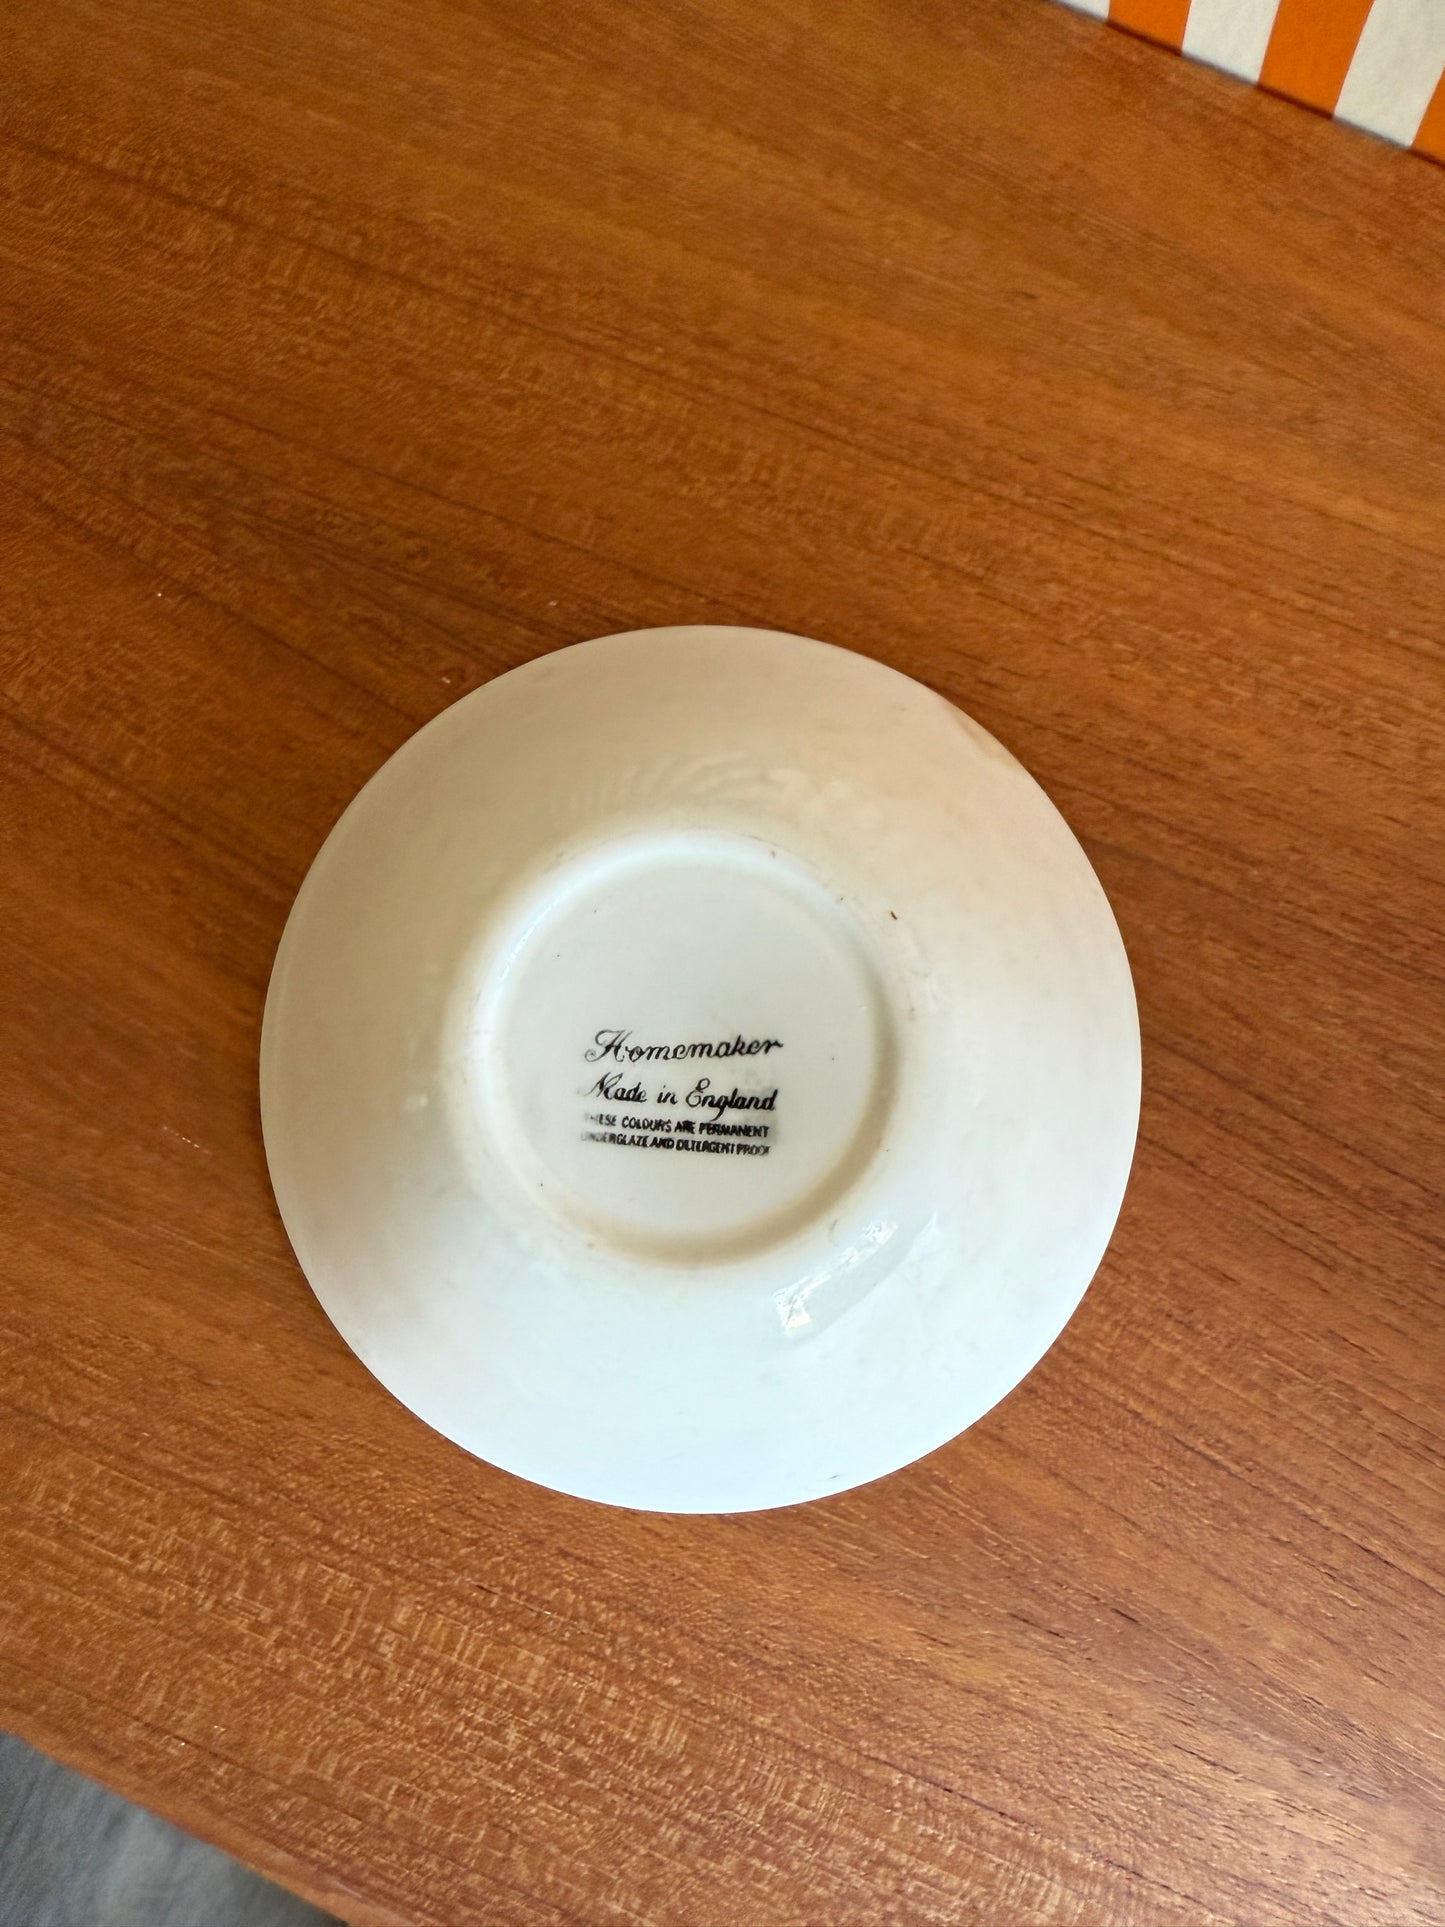 Homemaker
Made in England
THESE COLOURS ARE PERMANENT
UNDERGLAZE AND DETERGENT PROOF